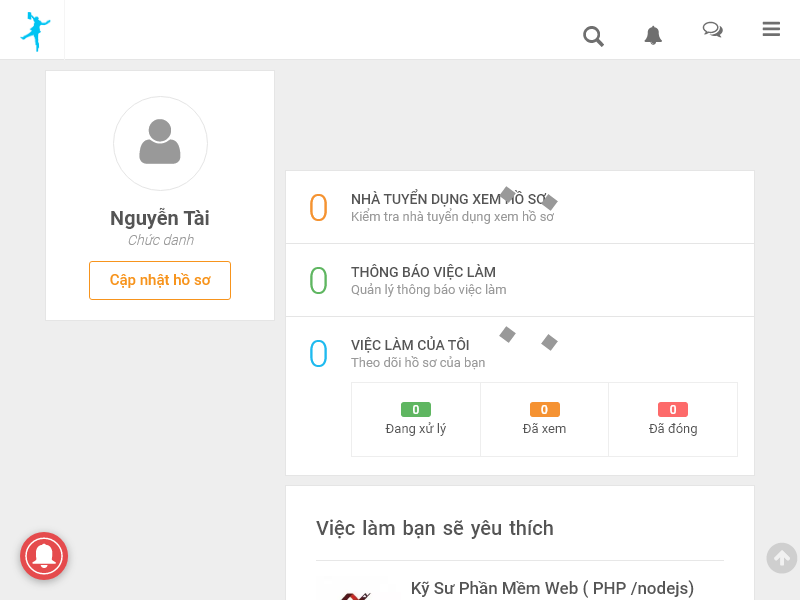 Nguyễn Tài
Chức danh
Cập nhật hồ sơ
0
NHÀ TUYỂN DỤNG XEM HỒ SƠ
Kiểm tra nhà tuyển dụng xem hồ sơ
0
THÔNG BÁO VIỆC LÀM
Quản lý thông báo việc làm
0
VIỆC LÀM CỦA TÔI
Theo dõi hồ sơ của bạn
0
Đang xử lý
0
Đã xem
0
Đã đóng
Việc làm bạn sẽ yêu thích
Kỹ Sư Phần Mềm Web ( PHP /nodejs)